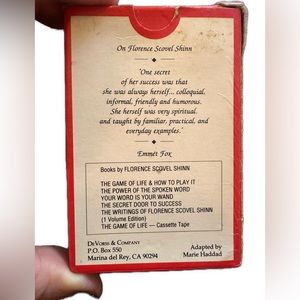 On Florence Scovel Shinn
'One secret
of her success was that
she was always herself... colloquial,
informal, friendly and humorous.
She herself was very spiritual,
and taught by familiar, practical, and
everyday examples.'
Emmet Fox
Books by FLORENCE SCOVEL SHINN
THE GAME OF LIFE & HOW TO PLAY IT
THE POWER OF THE SPOKEN WORD
YOUR WORD IS YOUR WAND
THE SECRET DOOR TO SUCCESS
THE WRITINGS OF FLORENCE SCOVEL SHINN
(1 Volume Edition)
THE GAME OF LIFE — Cassette Tape
DEVORSS & COMPANY
P.O. Box 550
Marina del Rey, CA 90294
Adapted by
Marie Haddad